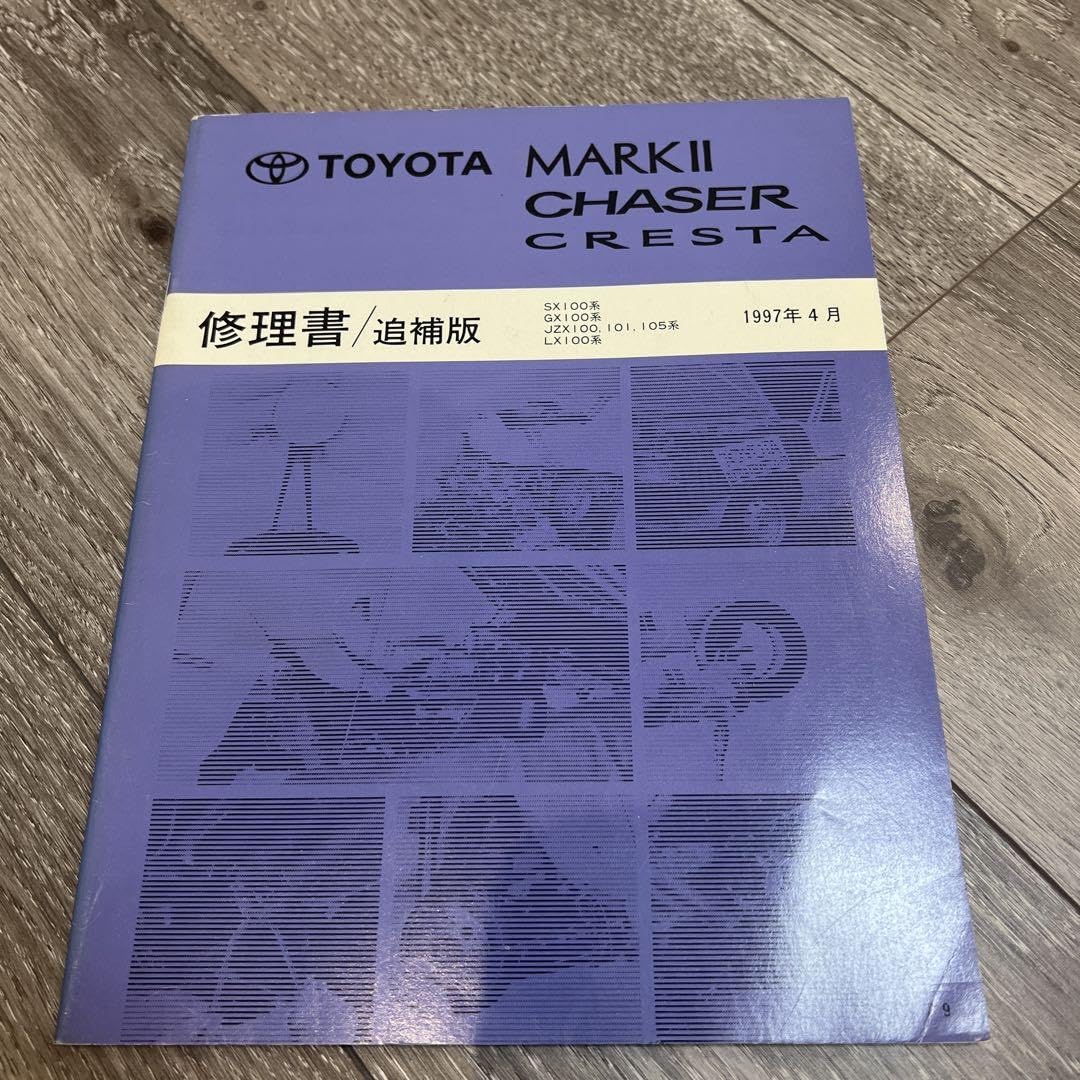 TOYOTA MARK II
CHASER
CRESTA
修理書/追補版
SX100系
GX100系
JZX100, 101, 105系
LX100系
1997年4月
9